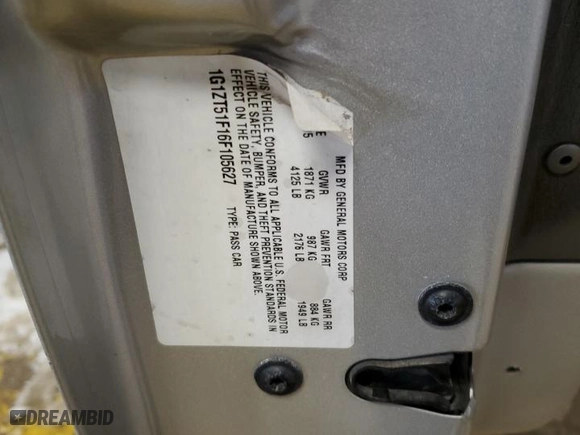 MFD BY GENERAL MOTORS CORP
E GVWR GAWR FRT GAWR RR
5 1871 KG 987 KG 884 KG
4125 LB 2176 LB 1949 LB
THIS VEHICLE CONFORMS TO ALL APPLICABLE U.S. FEDERAL MOTOR
VEHICLE SAFETY, BUMPER, AND THEFT PREVENTION STANDARDS IN
EFFECT ON THE DATE OF MANUFACTURE SHOWN ABOVE.
1G1ZT51F16F105627 TYPE: PASS CAR
DREAMBID